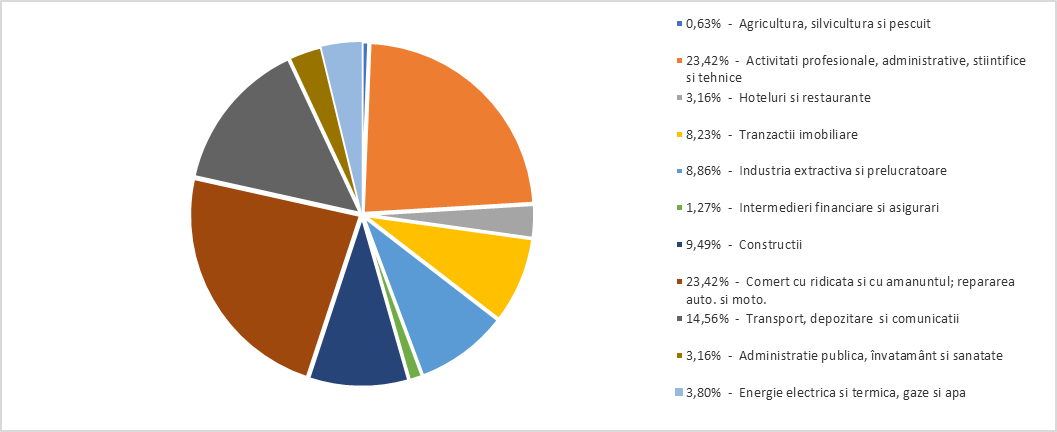 0,63% - Agricultura, silvicultura si pescuit
23,42% - Activitati profesionale, administrative, stiintifice
si tehnice
3,16% - Hoteluri si restaurante
8,23% - Tranzactii imobiliare
8,86% - Industria extractiva si prelucratoare
1,27% - Intermedieri financiare si asigurari
9,49% - Constructii
23,42% - Comert cu ridicata si cu amanuntul; repararea
auto. si moto.
14,56% - Transport, depozitare si comunicatii
3,16% - Administratie publica, învatamânt si sanatate
3,80% - Energie electrica si termica, gaze si apa